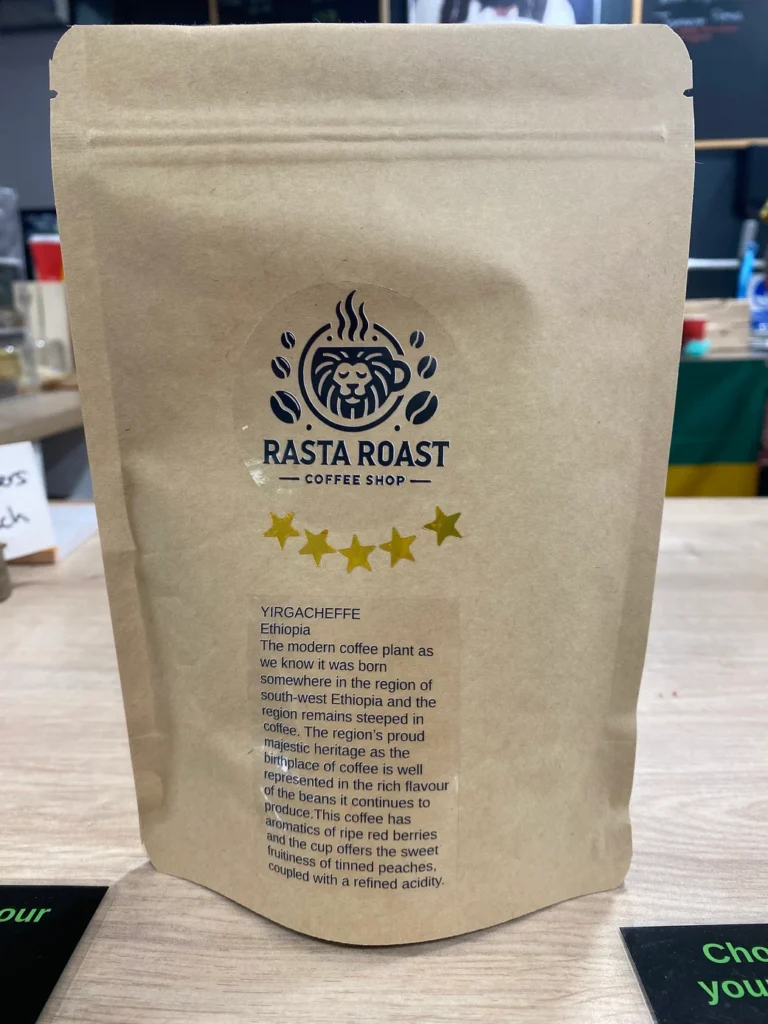 RASTA ROAST
COFFEE SHOP
YIRGACHEFFE
Ethiopia
The modern coffee plant as
we know it was born
somewhere in the region of
south-west Ethiopia and the
region remains steeped in
coffee. The region's proud
majestic heritage as the
birthplace of coffee is well
represented in the rich flavour
of the beans it continues to
produce.This coffee has
aromatics of ripe red berries
and the cup offers the sweet
fruitiness of tinned peaches,
coupled with a refined acidity.
our
Cho
your